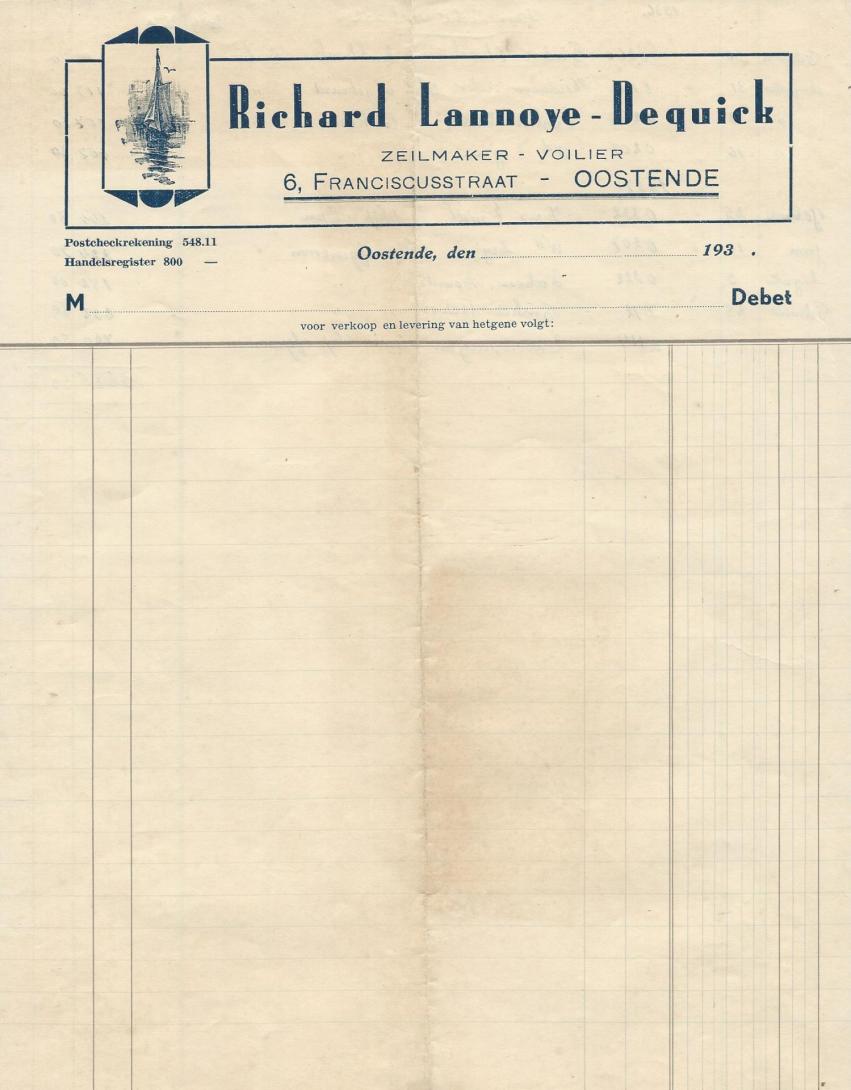 Richard Lannoye - Dequick
ZEILMAKER - VOILIER
6, FRANCISCUSSTRAAT - OOSTENDE
Postcheckrekening 548.11
Handelsregister 800 —
Oostende, den 193 .
M Debet
voor verkoop en levering van hetgene volgt: